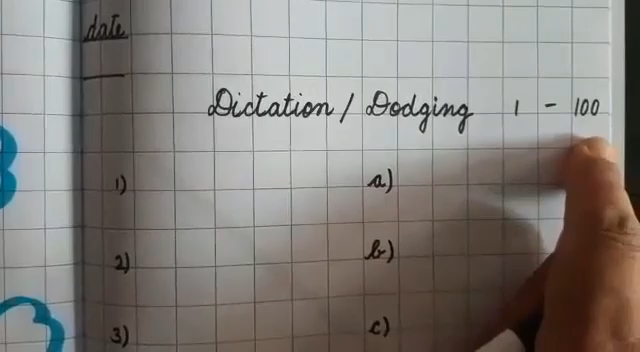 date
Dictation / Dodging 1 - 100
1) a)
2) b)
3) c)